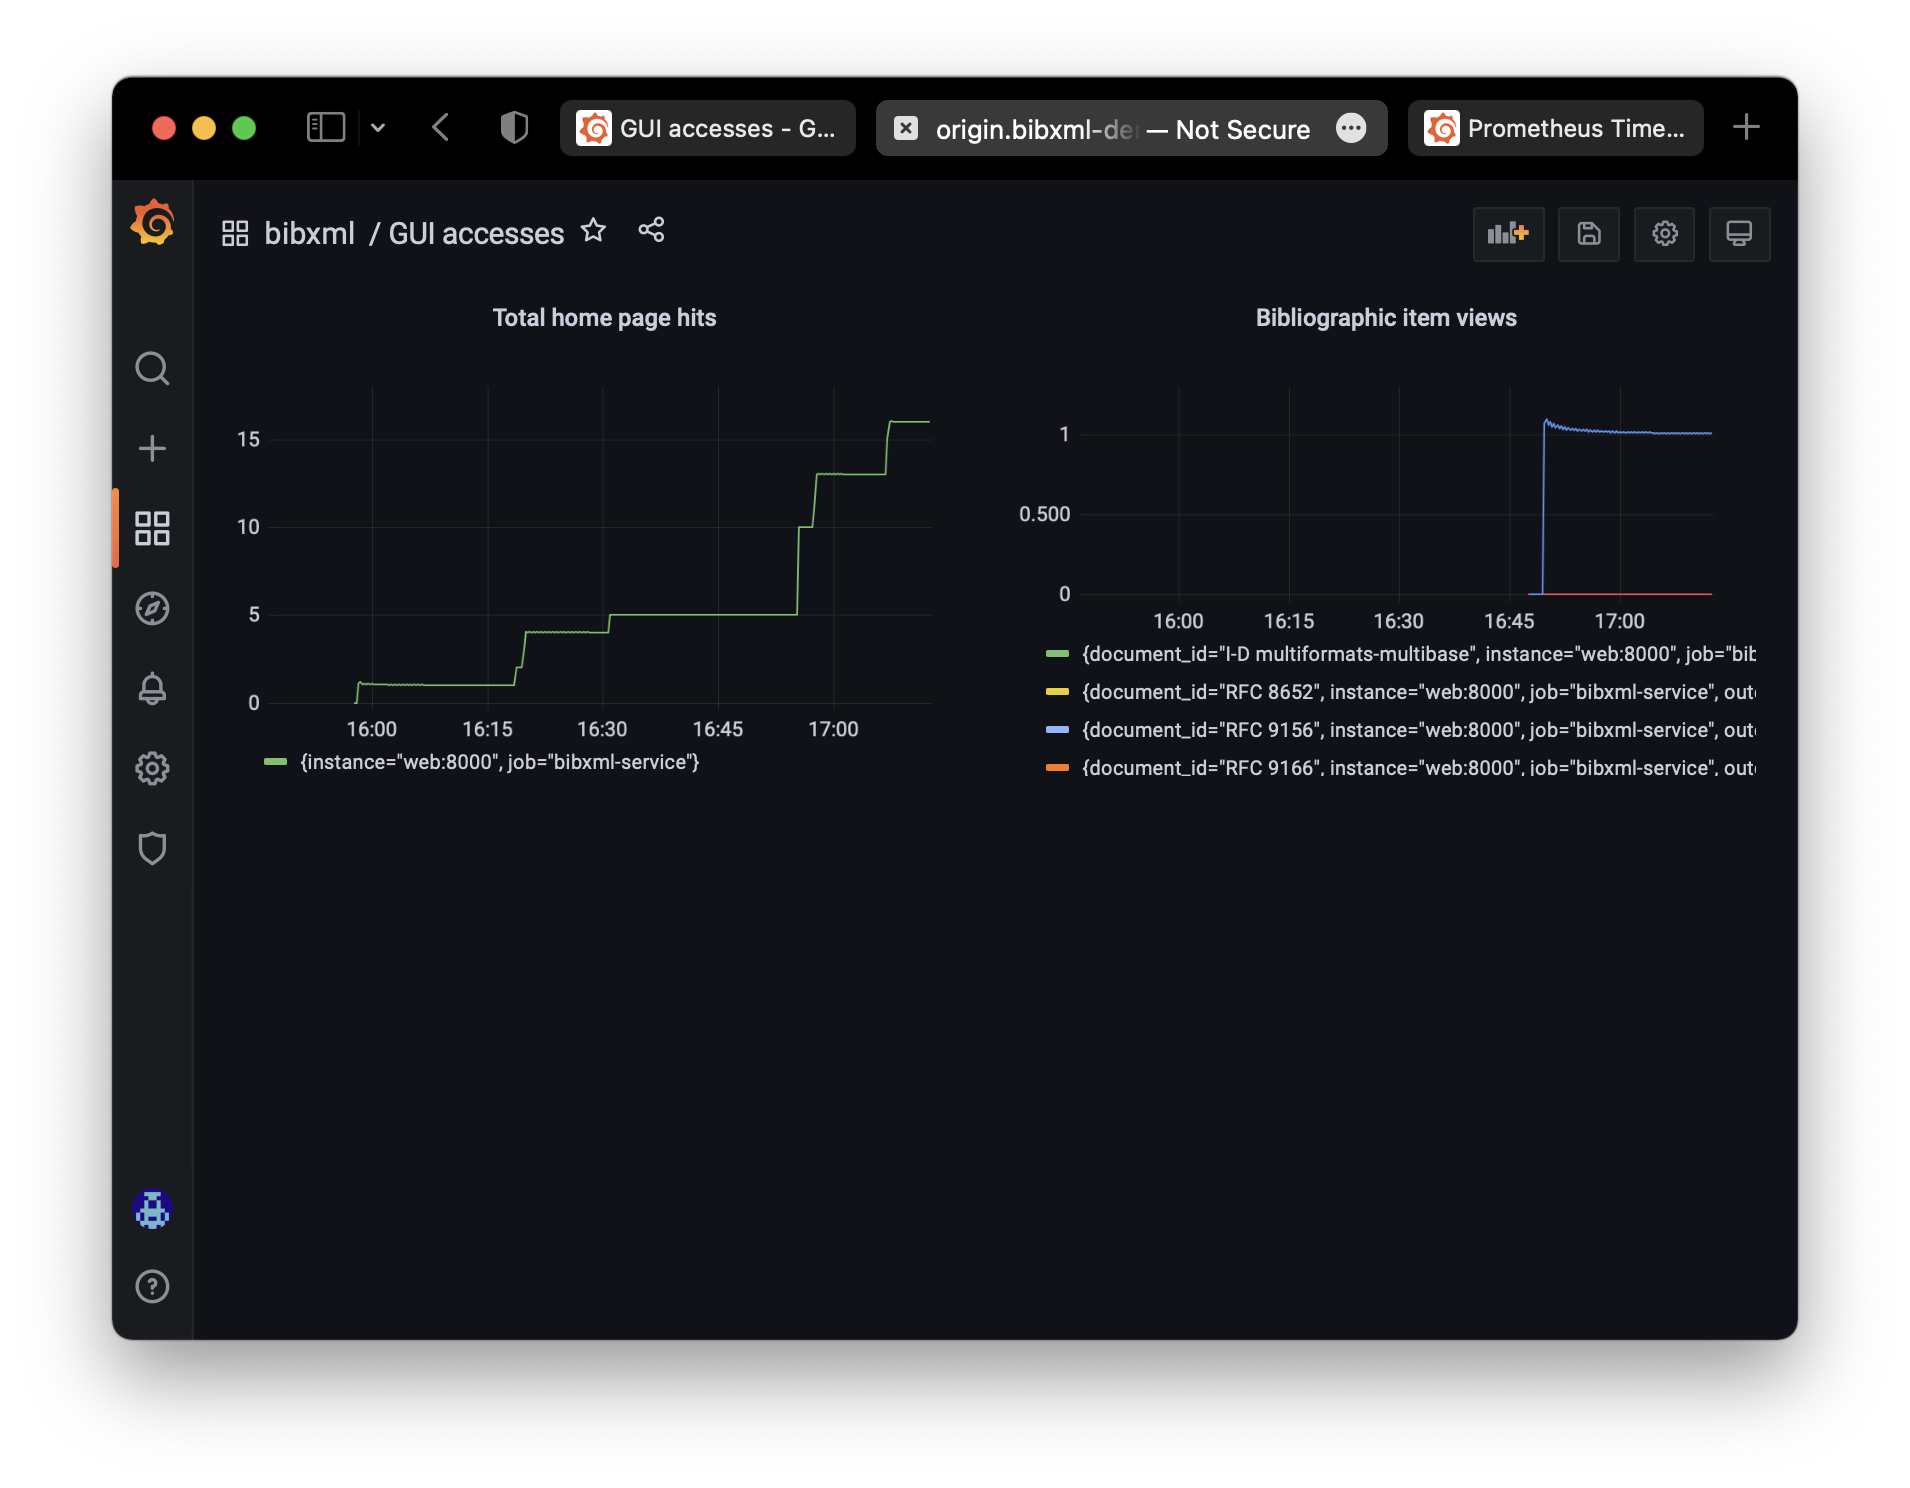 GUI accesses - G...
origin.bibxml-de — Not Secure
Prometheus Time...
bibxml / GUI accesses
Total home page hits
15
10
5
0
16:00 16:15 16:30 16:45 17:00
{instance="web:8000", job="bibxml-service"}
Bibliographic item views
1
0.500
0
16:00 16:15 16:30 16:45 17:00
{document_id="I-D multiformats-multibase", instance="web:8000", job="bib
{document_id="RFC 8652", instance="web:8000", job="bibxml-service", out
{document_id="RFC 9156", instance="web:8000", job="bibxml-service", out
{document_id="RFC 9166", instance="web:8000", job="bibxml-service", out